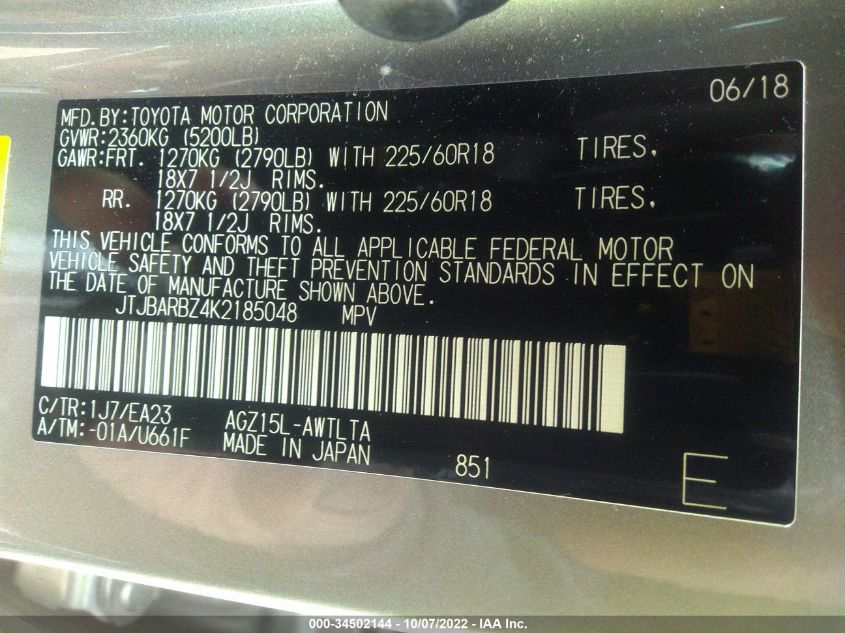 06/18
MFD.BY:TOYOTA MOTOR CORPORATION
GVWR:2360KG (5200LB)
GAWR:FRT. 1270KG (2790LB) WITH 225/60R18 TIRES.
18X7 1/2J RIMS.
RR. 1270KG (2790LB) WITH 225/60R18 TIRES.
18X7 1/2J RIMS.
THIS VEHICLE CONFORMS TO ALL APPLICABLE FEDERAL MOTOR
VEHICLE SAFETY AND THEFT PREVENTION STANDARDS IN EFFECT ON
THE DATE OF MANUFACTURE SHOWN ABOVE.
JTJBARBZ4K2185048 MPV
C/TR:1J7/EA23 AGZ15L-AWTLTA
A/TM:-01A/U661F MADE IN JAPAN 851 E
000-34502144 - 10/07/2022 - IAA Inc.